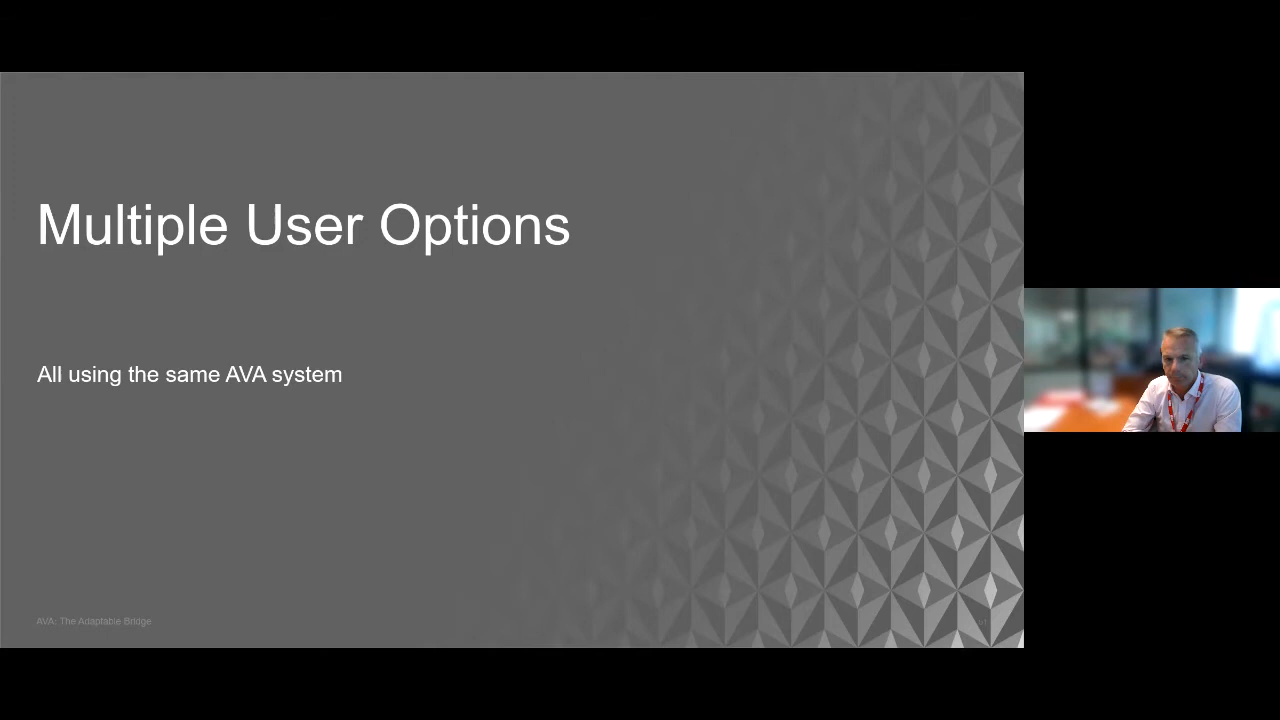 Multiple User Options
All using the same AVA system
AVA: The Adaptable Bridge